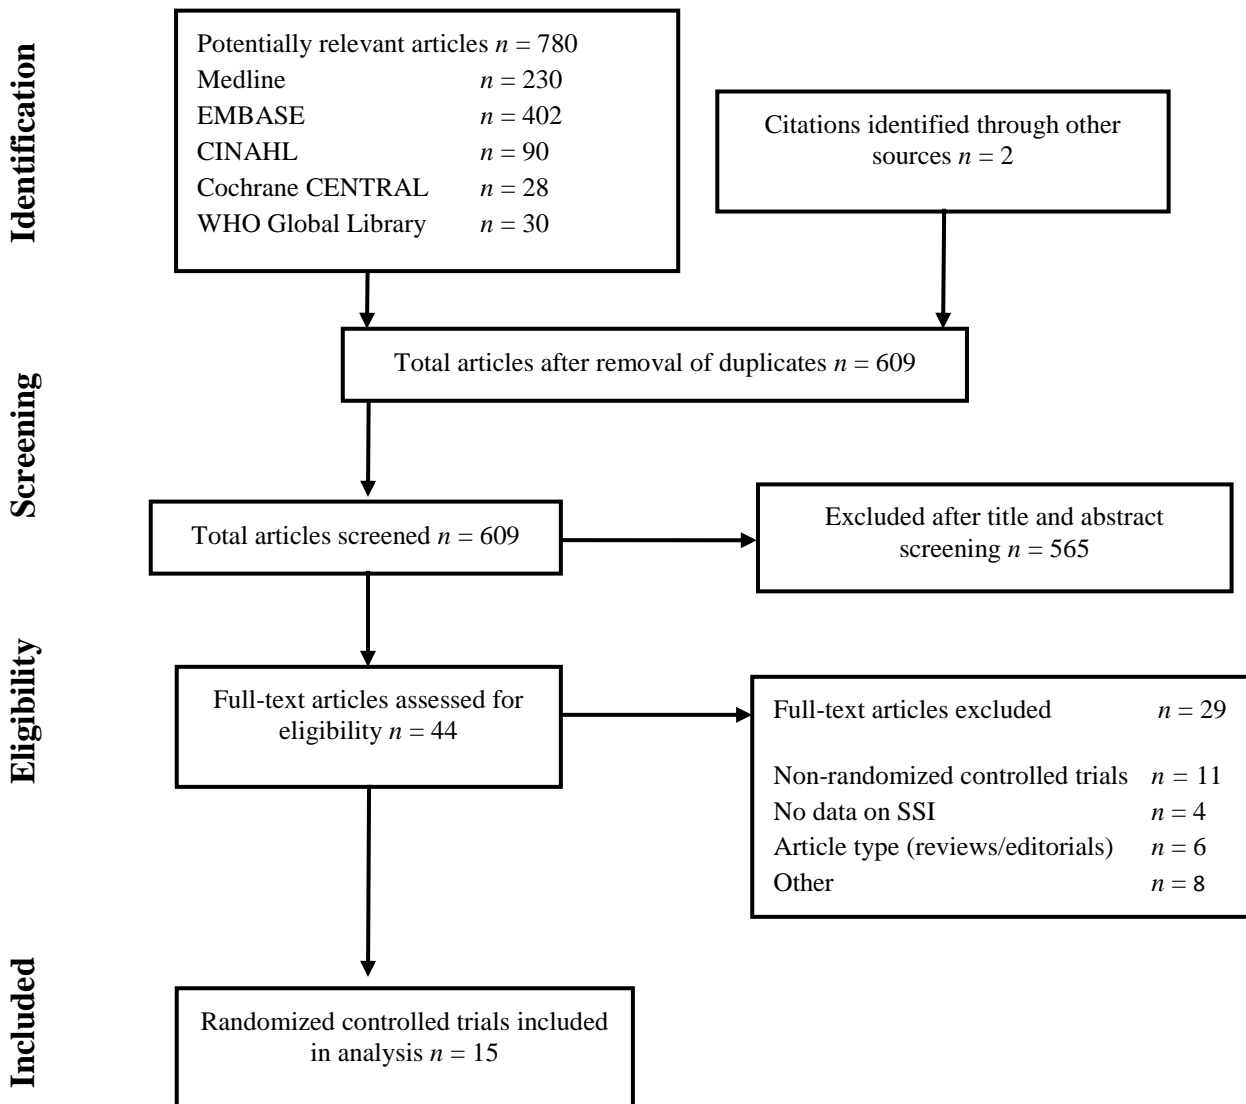 Identification
Potentially relevant articles n = 780
Medline n = 230
EMBASE n = 402
CINAHL n = 90
Cochrane CENTRAL n = 28
WHO Global Library n = 30
Citations identified through other
sources n = 2
Screening
Total articles after removal of duplicates n = 609
Total articles screened n = 609
Excluded after title and abstract
screening n = 565
Eligibility
Full-text articles assessed for
eligibility n = 44
Full-text articles excluded n = 29
Non-randomized controlled trials n = 11
No data on SSI n = 4
Article type (reviews/editorials) n = 6
Other n = 8
Included
Randomized controlled trials included
in analysis n = 15